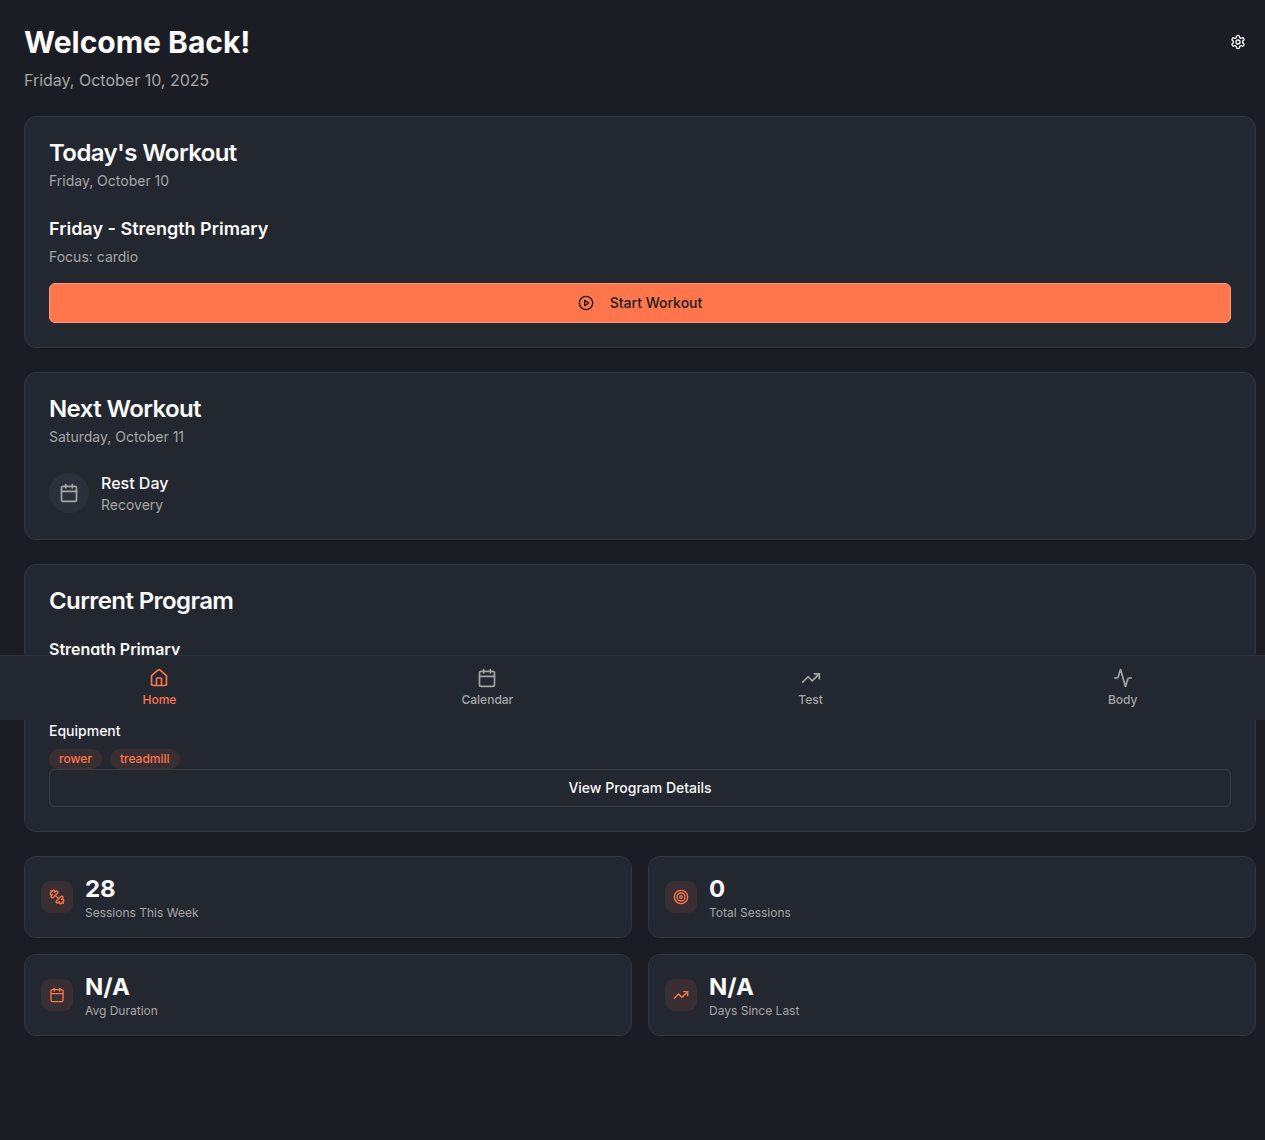 Welcome Back!
Friday, October 10, 2025
Today's Workout
Friday, October 10
Friday - Strength Primary
Focus: cardio
Start Workout
Next Workout
Saturday, October 11
Rest Day
Recovery
Current Program
Strength Primary
Home
Calendar
Test
Body
Equipment
rower
treadmill
View Program Details
28
Sessions This Week
0
Total Sessions
N/A
Avg Duration
N/A
Days Since Last